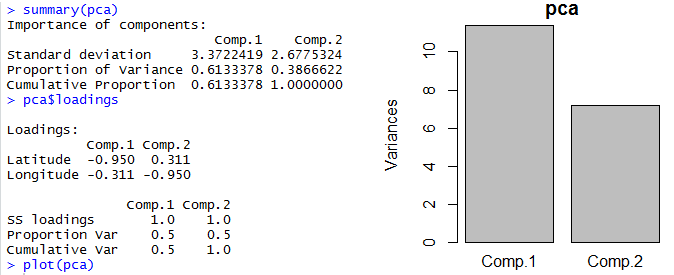 > summary(pca)
Importance of components:
                          Comp.1    Comp.2
Standard deviation     3.3722419 2.6775324
Proportion of Variance 0.6133378 0.3866622
Cumulative Proportion  0.6133378 1.0000000
> pca$loadings
Loadings:
          Comp.1 Comp.2
Latitude  -0.950  0.311
Longitude -0.311 -0.950
               Comp.1 Comp.2
SS loadings       1.0    1.0
Proportion Var    0.5    0.5
Cumulative Var    0.5    1.0
> plot(pca)
pca
Variances
10
8
6
4
2
0
Comp.1 Comp.2